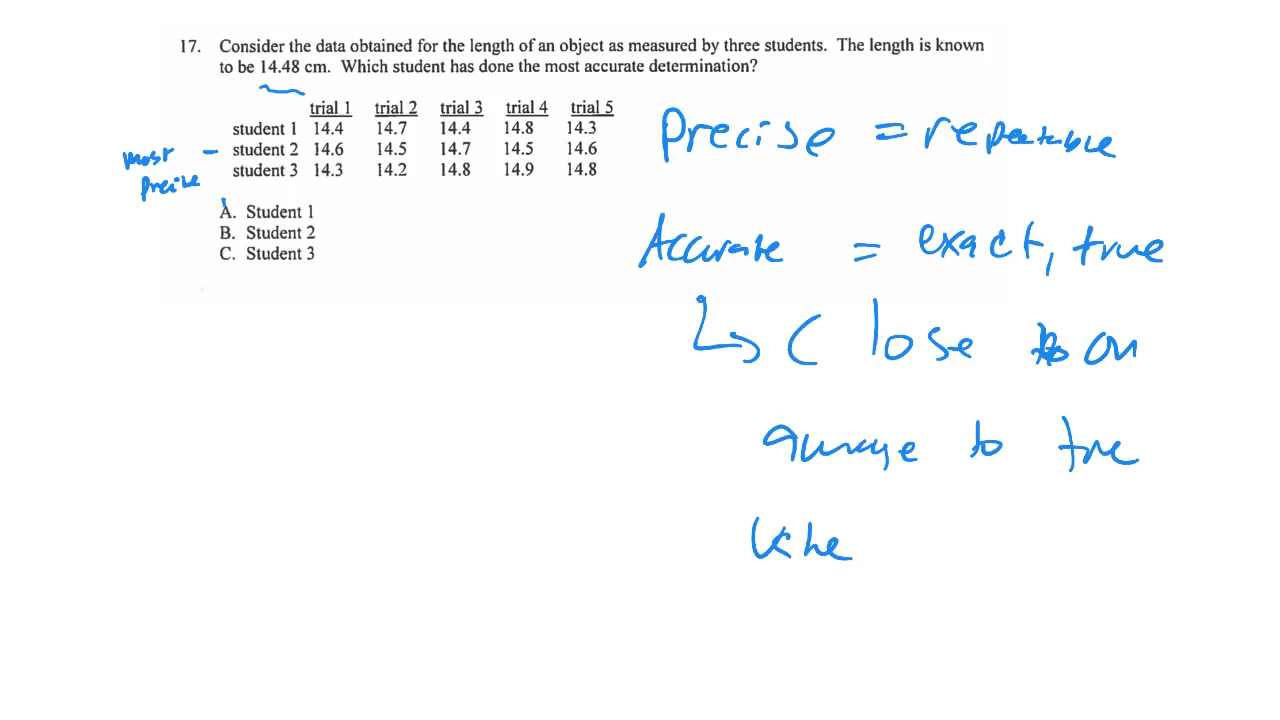 17. Consider the data obtained for the length of an object as measured by three students. The length is known
to be 14.48 cm. Which student has done the most accurate determination?
trial 1 trial 2 trial 3 trial 4 trial 5
student 1 14.4 14.7 14.4 14.8 14.3
student 2 14.6 14.5 14.7 14.5 14.6
student 3 14.3 14.2 14.8 14.9 14.8
most
precise
A. Student 1
B. Student 2
C. Student 3
Precise = repeatable
Accurate = exact, true
↳ Close on
average to true